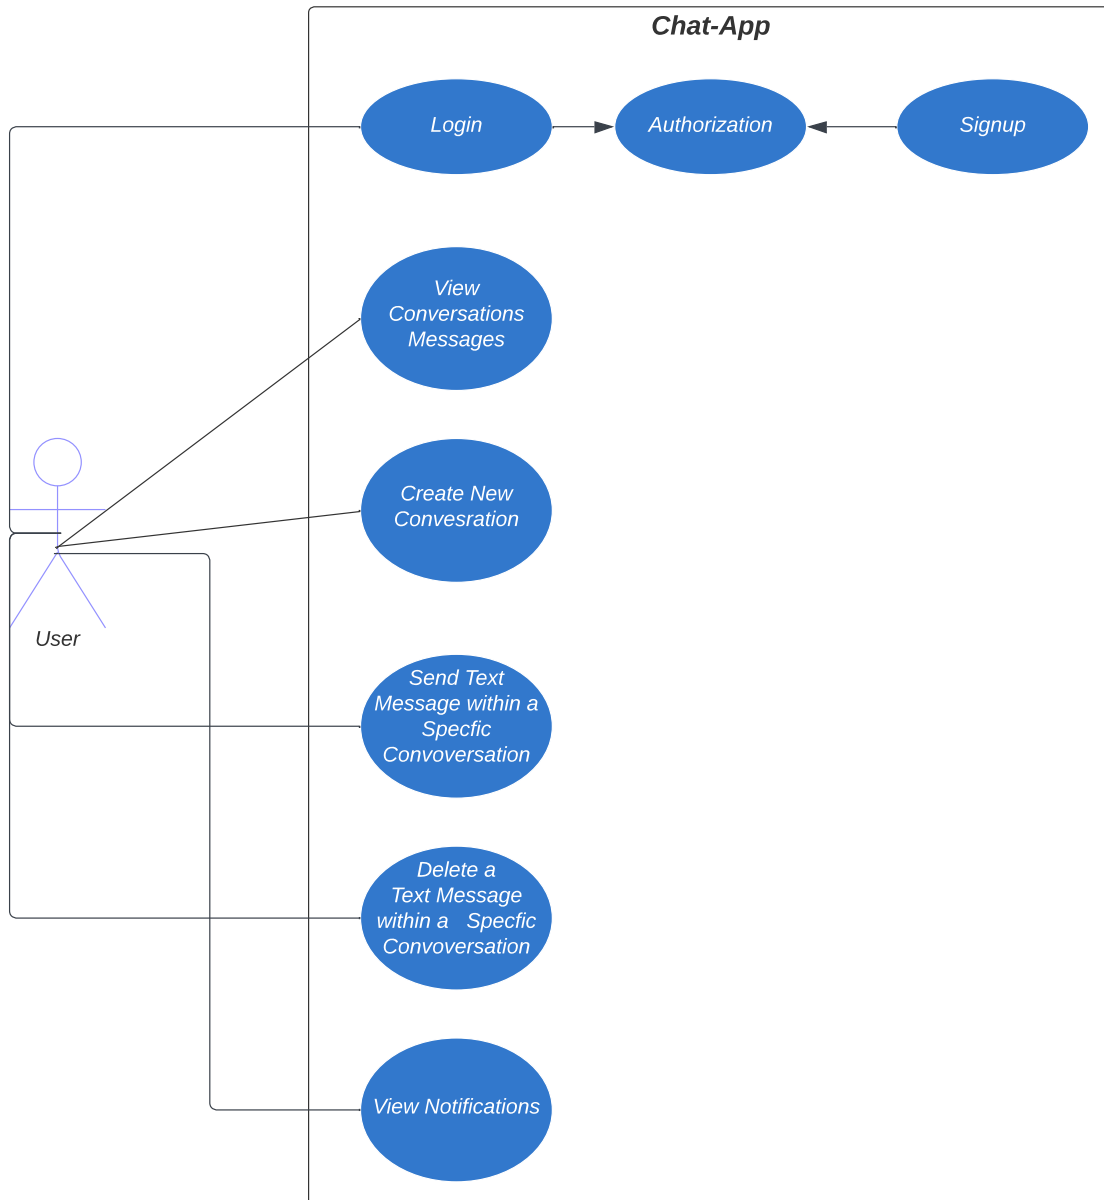 Chat-App
Login
Authorization
Signup
View
Conversations
Messages
Create New
Convesration
User
Send Text
Message within a
Specfic
Convoversation
Delete a
Text Message
within a Specfic
Convoversation
View Notifications